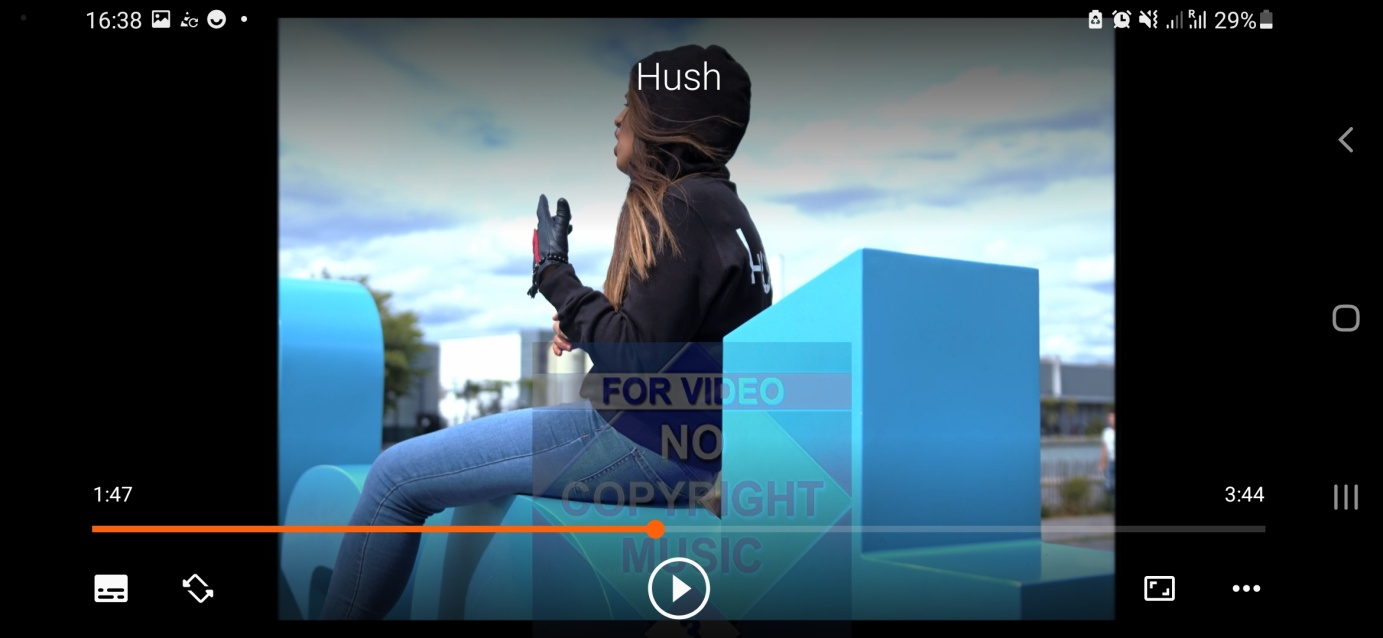 16:38
29%
Hush
FOR VIDEO
NO
COPYRIGHT
MUSIC
1:47
3:44